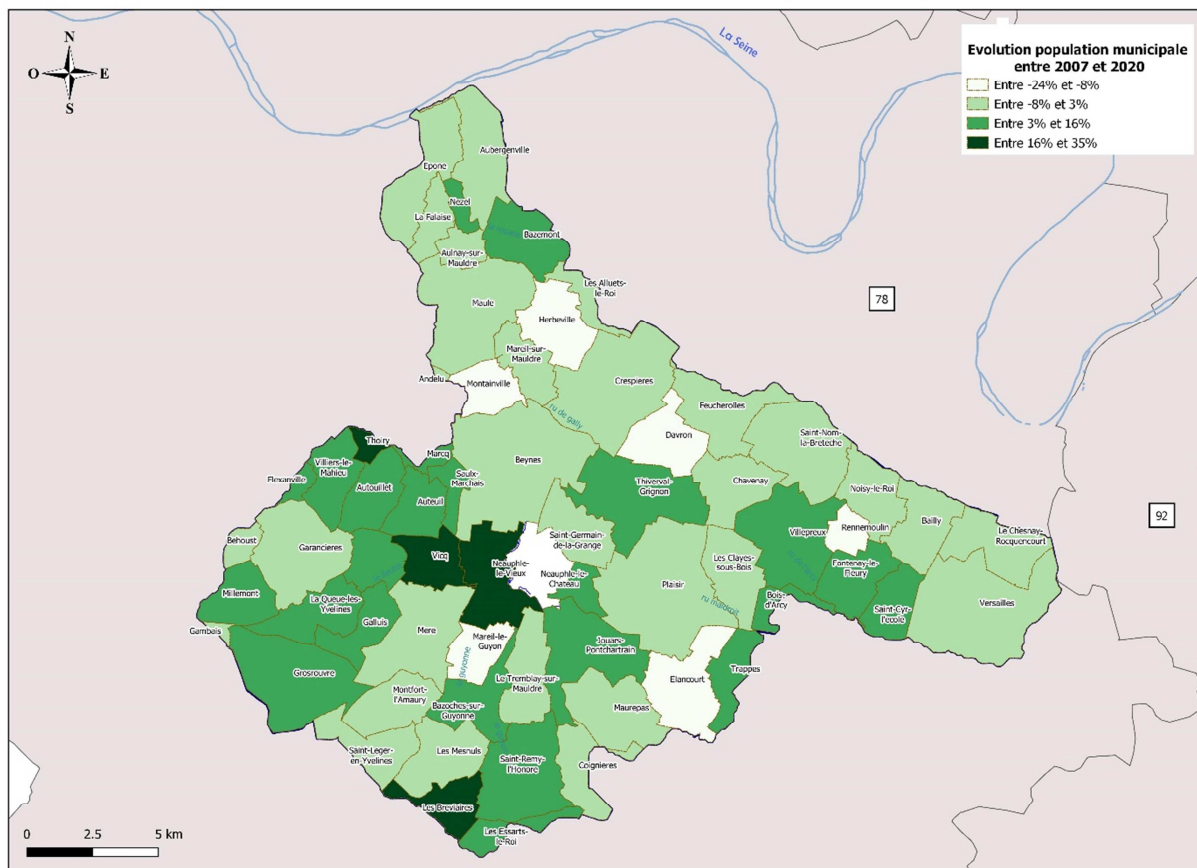 N
O
E
S
La Seine
Evolution population municipale
entre 2007 et 2020
Entre -24% et -8%
Entre -8% et 3%
Entre 3% et 16%
Entre 16% et 35%
Epone
Aubergenville
Nezel
La Falaise
Bazemont
Aulnay-sur-
Mauldre
Les Alluets-
le-Roi
78
Maule
Herbeville
Mareil-sur-
Mauldre
Andelu
Montainville
Crespieres
ru de gally
Feucherolles
Davron
Saint-Nom-
la-Breteche
Thoiry
Marcq
Villiers-le-
Mahieu
Beynes
Saulx-
Marchais
Flexanville
Autouillet
Auteuil
Thiverval-
Grignon
Chavenay
Noisy-le-Roi
92
Bailly
Le Chesnay-
Rocquencourt
Villepreux
Rennemoulin
Behoust
Garancieres
Vicq
Saint-Germain-
de-la-Grange
Neauphle-
le-Vieux
Neauphle-le-
Chateau
Les Clayes-
sous-Bois
Plaisir
Fontenay-le-
Fleury
Millemont
La Queue-les-
Yvelines
Bois-
d'Arcy
Saint-Cyr-
l'ecole
Versailles
Galluis
Gambais
Mere
Mareil-le-
Guyon
guyonne
Jouars-
Pontchartrain
Trappes
Grosrouvre
Le Tremblay-sur-
Mauldre
Elancourt
Montfort-
l'Amaury
Bazoches-sur-
Guyonne
Maurepas
Saint-Leger-
en-Yvelines
Les Mesnuls
Saint-Remy-
l'Honore
Coignieres
Les Breviaires
Les Essarts-
le-Roi
0 2.5 5 km